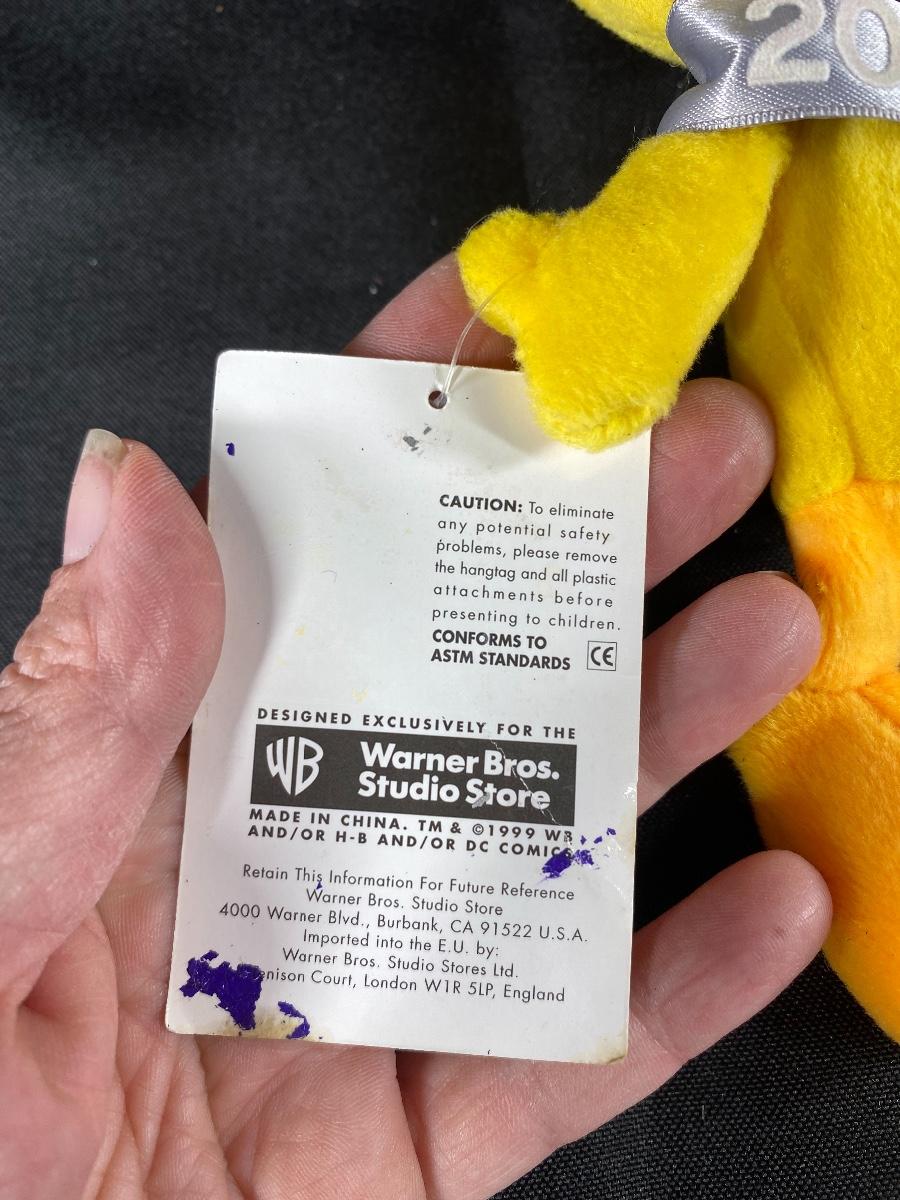 20
CAUTION: To eliminate
any potential safety
problems, please remove
the hangtag and all plastic
attachments before
presenting to children.
CONFORMS TO
ASTM STANDARDS CE
DESIGNED EXCLUSIVELY FOR THE
WB Warner Bros.
Studio Store
MADE IN CHINA. TM & ©1999 WB
AND/OR H-B AND/OR DC COMICS
Retain This Information For Future Reference
Warner Bros. Studio Store
4000 Warner Blvd., Burbank, CA 91522 U.S.A.
Imported into the E.U. by:
Warner Bros. Studio Stores Ltd.
Court, London W1R 5LP, England